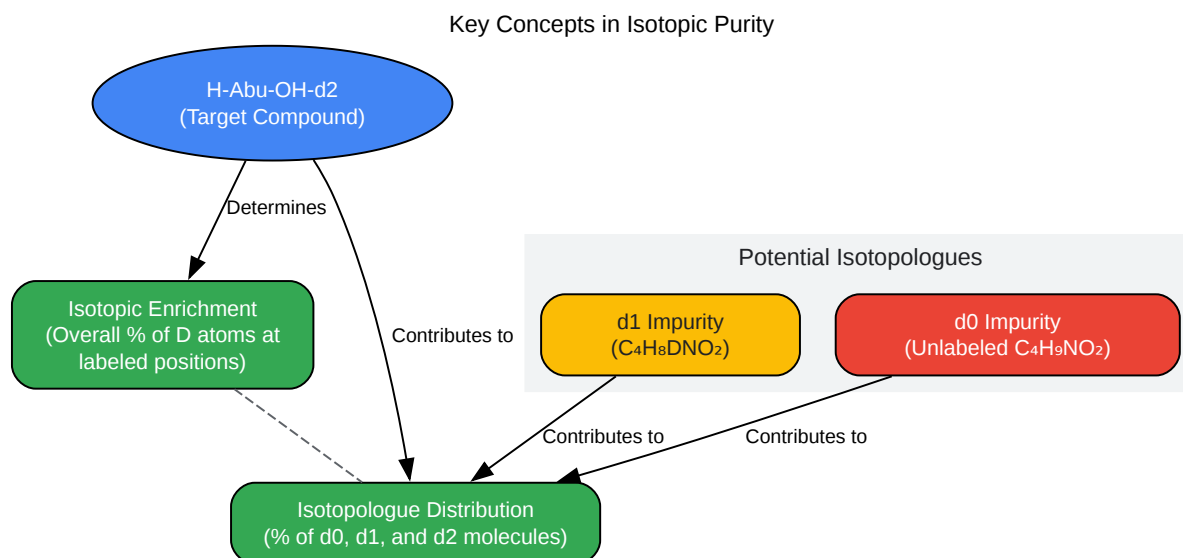 Key Concepts in Isotopic Purity
H-Abu-OH-d2
(Target Compound)
Determines
Potential Isotopologues
Isotopic Enrichment
(Overall % of D atoms at
labeled positions)
Contributes to
d1 Impurity
(C₄H₈DNO₂)
d0 Impurity
(Unlabeled C₄H₉NO₂)
Contributes to
Contributes to
Isotopologue Distribution
(% of d0, d1, and d2 molecules)